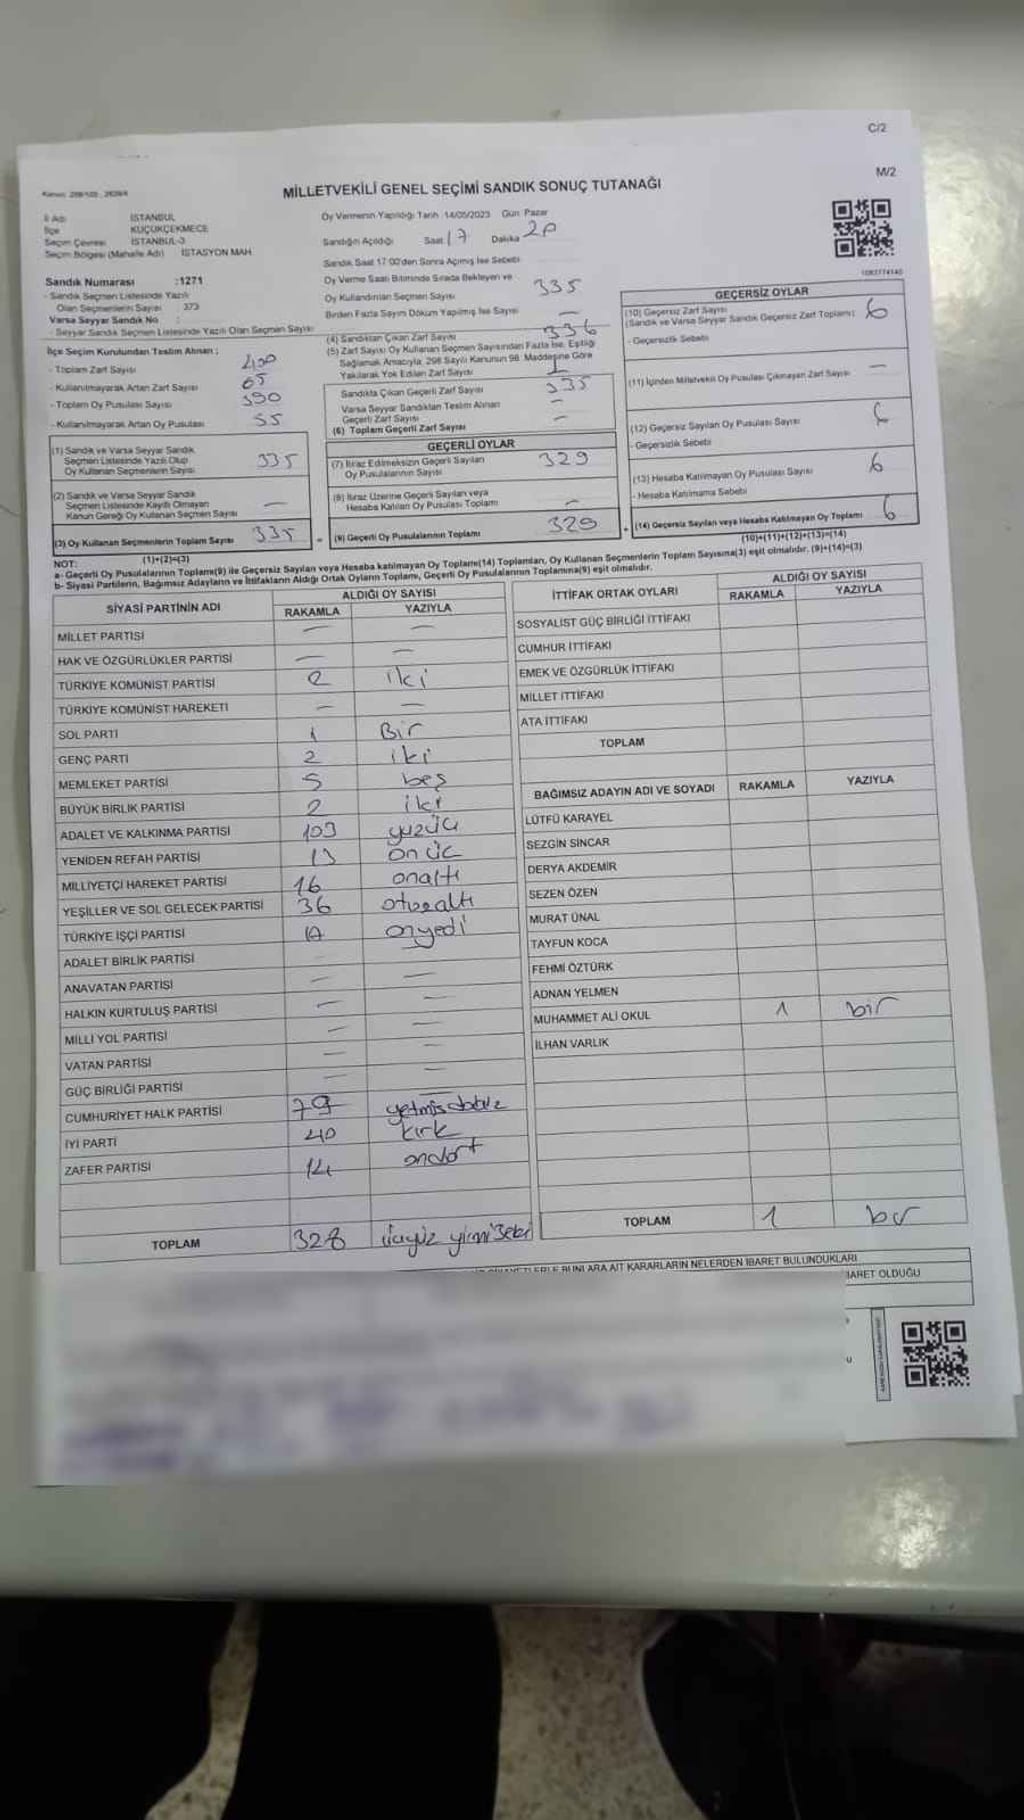 C/2
M/2
MİLLETVEKİLİ GENEL SEÇİMİ SANDIK SONUÇ TUTANAĞI
İl Adı İSTANBUL
İlçe KÜÇÜKÇEKMECE
Seçim Çevresi İSTANBUL-3
Seçim Bölgesi (Mahalle Adı) İSTASYON MAH
Oy Vermenin Yapıldığı Tarih 14/05/2023 Gün Pazar
Sandığın Açıldığı Saat 17 Dakika 20
Sandık Saat 17:00'den Sonra Açılmış İse Sebebi
Oy Verme Saati Bitiminde Sırada Bekleyen ve
Oy Kullandırılan Seçmen Sayısı 335
Birden Fazla Sayım Döküm Yapılmış İse Sayısı —
Sandık Numarası :1271
- Sandık Seçmen Listesinde Yazılı
Olan Seçmenlerin Sayısı : 373
Varsa Seyyar Sandık No :
- Seyyar Sandık Seçmen Listesinde Yazılı Olan Seçmen Sayısı
İlçe Seçim Kurulundan Teslim Alınan ;
- Toplam Zarf Sayısı 400
- Kullanılmayarak Artan Zarf Sayısı 65
- Toplam Oy Pusulası Sayısı 390
- Kullanılmayarak Artan Oy Pusulası 55
(1) Sandık ve Varsa Seyyar Sandık
Seçmen Listesinde Yazılı Olup
Oy Kullanan Seçmenlerin Sayısı 335
(2) Sandık ve Varsa Seyyar Sandık
Seçmen Listesinde Kayıtlı Olmayan
Kanun Gereği Oy Kullanan Seçmen Sayısı —
(3) Oy Kullanan Seçmenlerin Toplam Sayısı 335
(1)+(2)=(3)
(4) Sandıktan Çıkan Zarf Sayısı 336
(5) Zarf Sayısı Oy Kullanan Seçmen Sayısından Fazla İse, Eşitliği
Sağlamak Amacıyla, 298 Sayılı Kanunun 98. Maddesine Göre
Yakılarak Yok Edilen Zarf Sayısı 1
Sandıkta Çıkan Geçerli Zarf Sayısı 335
Varsa Seyyar Sandıktan Teslim Alınan
Geçerli Zarf Sayısı —
(6) Toplam Geçerli Zarf Sayısı —
GEÇERLİ OYLAR
(7) İtiraz Edilmeksizin Geçerli Sayılan
Oy Pusulalarının Sayısı 329
(8) İtiraz Üzerine Geçerli Sayılan veya
Hesaba Katılan Oy Pusulası Toplamı —
= (9) Geçerli Oy Pusulalarının Toplamı 329
GEÇERSİZ OYLAR
(10) Geçersiz Zarf Sayısı
(Sandık ve Varsa Seyyar Sandık Geçersiz Zarf Toplamı) 6
- Geçersizlik Sebebi
(11) İçinden Milletvekili Oy Pusulası Çıkmayan Zarf Sayısı —
(12) Geçersiz Sayılan Oy Pusulası Sayısı
- Geçersizlik Sebebi
(13) Hesaba Katılmayan Oy Pusulası Sayısı 6
- Hesaba Katılmama Sebebi
+ (14) Geçersiz Sayılan veya Hesaba Katılmayan Oy Toplamı 6
(10)+(11)+(12)+(13)=(14)
NOT:
a- Geçerli Oy Pusulalarının Toplamı(9) ile Geçersiz Sayılan veya Hesaba katılmayan Oy Toplamı(14) Toplamları, Oy Kullanan Seçmenlerin Toplam Sayısına(3) eşit olmalıdır. (9)+(14)=(3)
b- Siyasi Partilerin, Bağımsız Adayların ve İttifakların Aldığı Ortak Oyların Toplamı, Geçerli Oy Pusulalarının Toplamına(9) eşit olmalıdır.
SİYASİ PARTİNİN ADI ALDIĞI OY SAYISI
RAKAMLA YAZIYLA
MİLLET PARTİSİ — —
HAK VE ÖZGÜRLÜKLER PARTİSİ — —
TÜRKİYE KOMÜNİST PARTİSİ 2 iki
TÜRKİYE KOMÜNİST HAREKETİ — —
SOL PARTİ 1 Bir
GENÇ PARTİ 2 iki
MEMLEKET PARTİSİ 5 beş
BÜYÜK BİRLİK PARTİSİ 2 iki
ADALET VE KALKINMA PARTİSİ 103 yüzüç
YENİDEN REFAH PARTİSİ 13 on üç
MİLLİYETÇİ HAREKET PARTİSİ 16 onaltı
YEŞİLLER VE SOL GELECEK PARTİSİ 36 otuzaltı
TÜRKİYE İŞÇİ PARTİSİ 17 onyedi
ADALET BİRLİK PARTİSİ
ANAVATAN PARTİSİ — —
HALKIN KURTULUŞ PARTİSİ — —
MİLLİ YOL PARTİSİ — —
VATAN PARTİSİ — —
GÜÇ BİRLİĞİ PARTİSİ — —
CUMHURİYET HALK PARTİSİ 79 yetmişdokuz
İYİ PARTİ 40 kırk
ZAFER PARTİSİ 14 ondört
TOPLAM 328 üçyüz yirmi sekiz
İTTİFAK ORTAK OYLARI ALDIĞI OY SAYISI
RAKAMLA YAZIYLA
SOSYALİST GÜÇ BİRLİĞİ İTTİFAKI
CUMHUR İTTİFAKI
EMEK VE ÖZGÜRLÜK İTTİFAKI
MİLLET İTTİFAKI
ATA İTTİFAKI
TOPLAM
BAĞIMSIZ ADAYIN ADI VE SOYADI RAKAMLA YAZIYLA
LÜTFÜ KARAYEL
SEZGİN SİNCAR
DERYA AKDEMİR
SEZEN ÖZEN
MURAT ÜNAL
TAYFUN KOCA
FEHMİ ÖZTÜRK
ADNAN YELMEN
MUHAMMET ALİ OKUL 1 bir
İLHAN VARLIK
TOPLAM 1 bir
BUNLARA AİT KARARLARIN NELERDEN İBARET BULUNDUKLARI
İBARET OLDUĞU